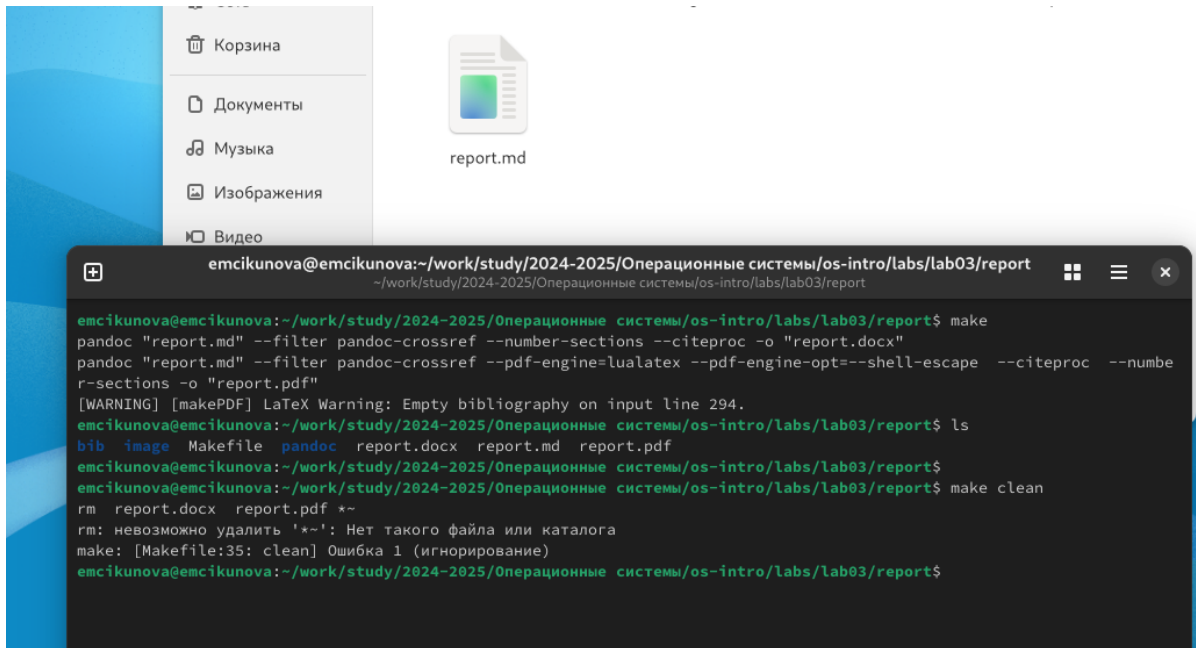 Корзина
Документы
Музыка
Изображения
Видео
report.md
emcikunova@emcikunova:~/work/study/2024-2025/Операционные системы/os-intro/labs/lab03/report
~/work/study/2024-2025/Операционные системы/os-intro/labs/lab03/report
emcikunova@emcikunova:~/work/study/2024-2025/Операционные системы/os-intro/labs/lab03/report$ make
pandoc "report.md" --filter pandoc-crossref --number-sections --citeproc -o "report.docx"
pandoc "report.md" --filter pandoc-crossref --pdf-engine=lualatex --pdf-engine-opt=--shell-escape  --citeproc  --numbe
r-sections -o "report.pdf"
[WARNING] [makePDF] LaTeX Warning: Empty bibliography on input line 294.
emcikunova@emcikunova:~/work/study/2024-2025/Операционные системы/os-intro/labs/lab03/report$ ls
bib  image  Makefile  pandoc  report.docx  report.md  report.pdf
emcikunova@emcikunova:~/work/study/2024-2025/Операционные системы/os-intro/labs/lab03/report$
emcikunova@emcikunova:~/work/study/2024-2025/Операционные системы/os-intro/labs/lab03/report$ make clean
rm  report.docx  report.pdf *~
rm: невозможно удалить '*~': Нет такого файла или каталога
make: [Makefile:35: clean] Ошибка 1 (игнорирование)
emcikunova@emcikunova:~/work/study/2024-2025/Операционные системы/os-intro/labs/lab03/report$